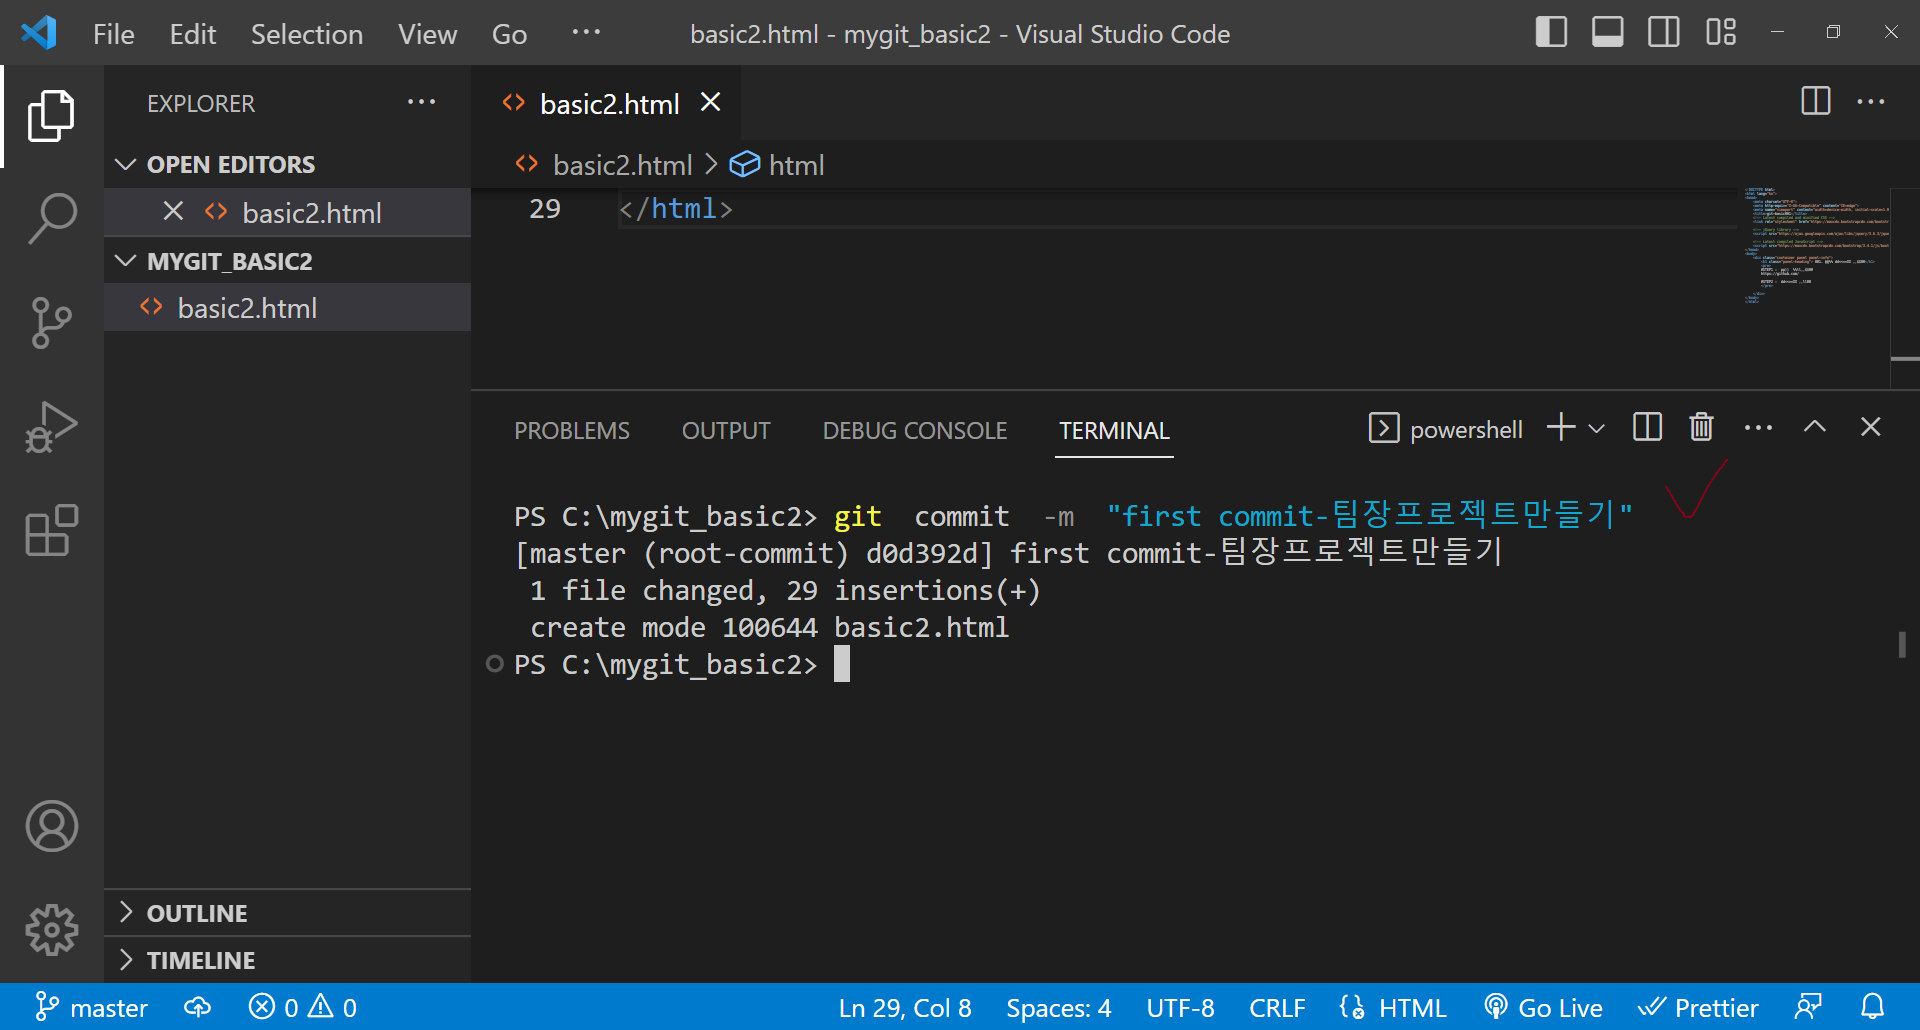 File Edit Selection View Go ··· basic2.html - mygit_basic2 - Visual Studio Code
EXPLORER ···
OPEN EDITORS
basic2.html
MYGIT_BASIC2
basic2.html
OUTLINE
TIMELINE
basic2.html
basic2.html > html
29 </html>
PROBLEMS OUTPUT DEBUG CONSOLE TERMINAL powershell
PS C:\mygit_basic2> git  commit  -m  "first commit-팀장프로젝트만들기"
[master (root-commit) d0d392d] first commit-팀장프로젝트만들기
 1 file changed, 29 insertions(+)
 create mode 100644 basic2.html
PS C:\mygit_basic2>
master 0 0 Ln 29, Col 8 Spaces: 4 UTF-8 CRLF HTML Go Live Prettier